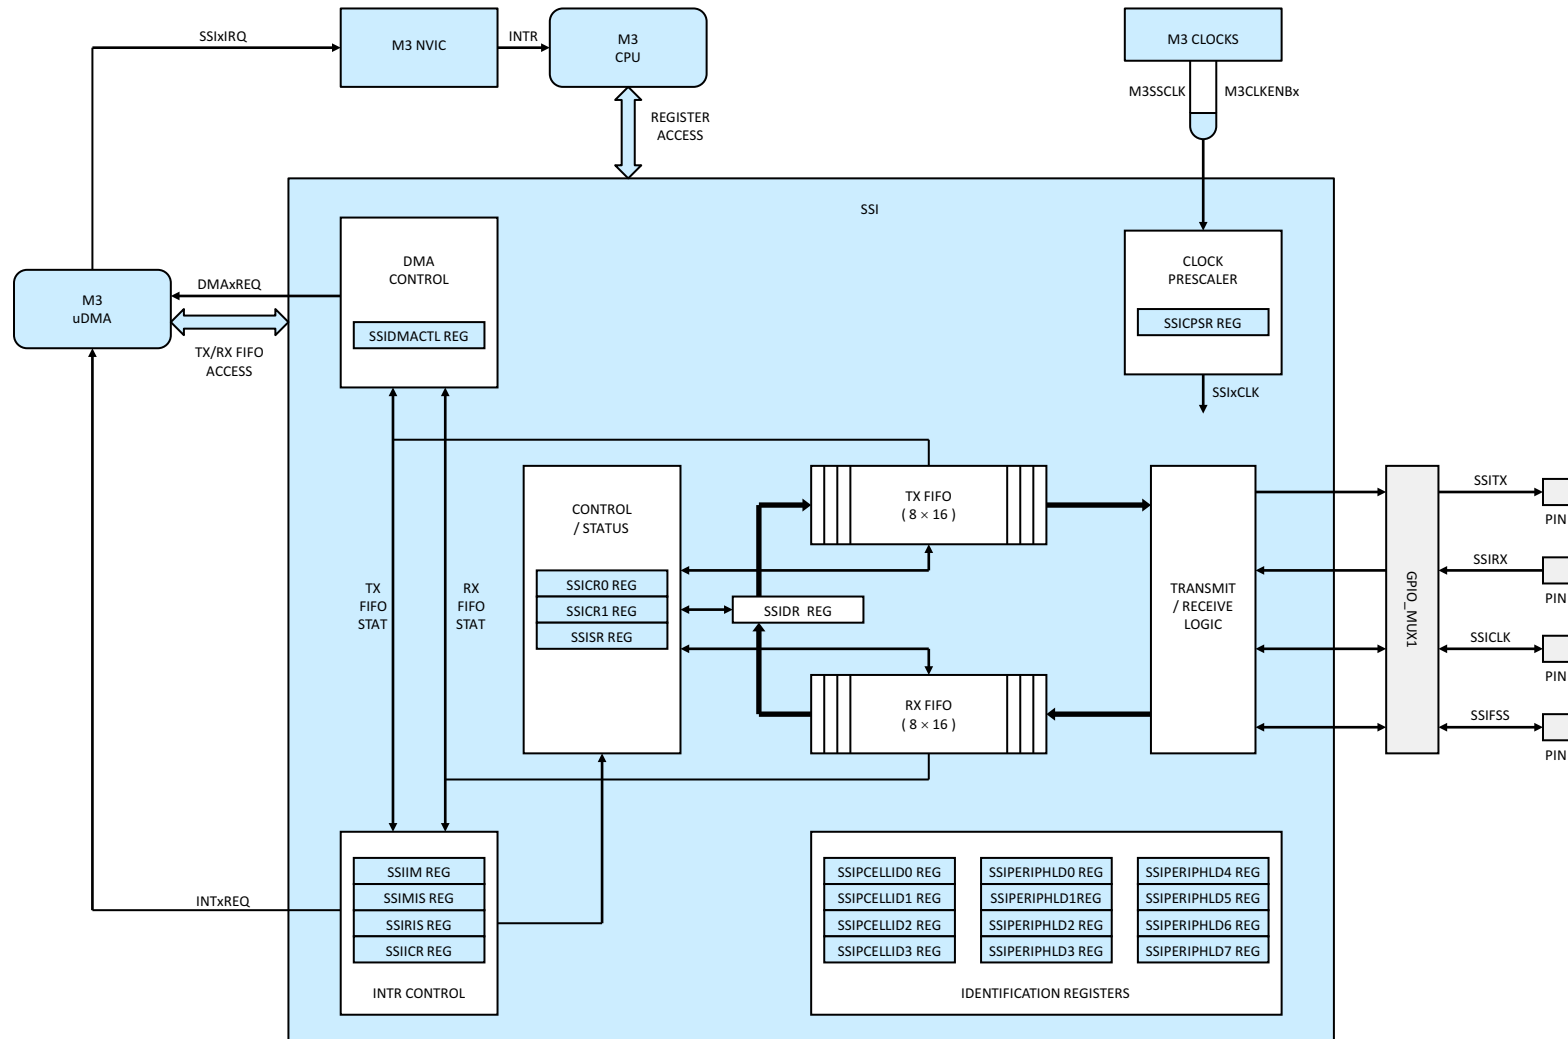 SSIxIRQ
M3 NVIC
INTR
M3
CPU
M3 CLOCKS
M3SSCLK
M3CLKENBx
REGISTER
ACCESS
SSI
DMA
CONTROL
SSIDMACTL REG
CLOCK
PRESCALER
SSICPSR REG
SSIxCLK
M3
uDMA
DMAxREQ
TX/RX FIFO
ACCESS
CONTROL
/ STATUS
SSICR0 REG
SSICR1 REG
SSISR REG
TX FIFO
( 8 × 16 )
SSIDR REG
RX FIFO
( 8 × 16 )
TX
FIFO
STAT
RX
FIFO
STAT
TRANSMIT
/ RECEIVE
LOGIC
GPIO_MUX1
SSITX
PIN
SSIRX
PIN
SSICLK
PIN
SSIFSS
PIN
INTxREQ
SSIIM REG
SSIMIS REG
SSIRIS REG
SSIICR REG
INTR CONTROL
SSIPCELLID0 REG
SSIPCELLID1 REG
SSIPCELLID2 REG
SSIPCELLID3 REG
SSIPERIPHLD0 REG
SSIPERIPHLD1REG
SSIPERIPHLD2 REG
SSIPERIPHLD3 REG
SSIPERIPHLD4 REG
SSIPERIPHLD5 REG
SSIPERIPHLD6 REG
SSIPERIPHLD7 REG
IDENTIFICATION REGISTERS